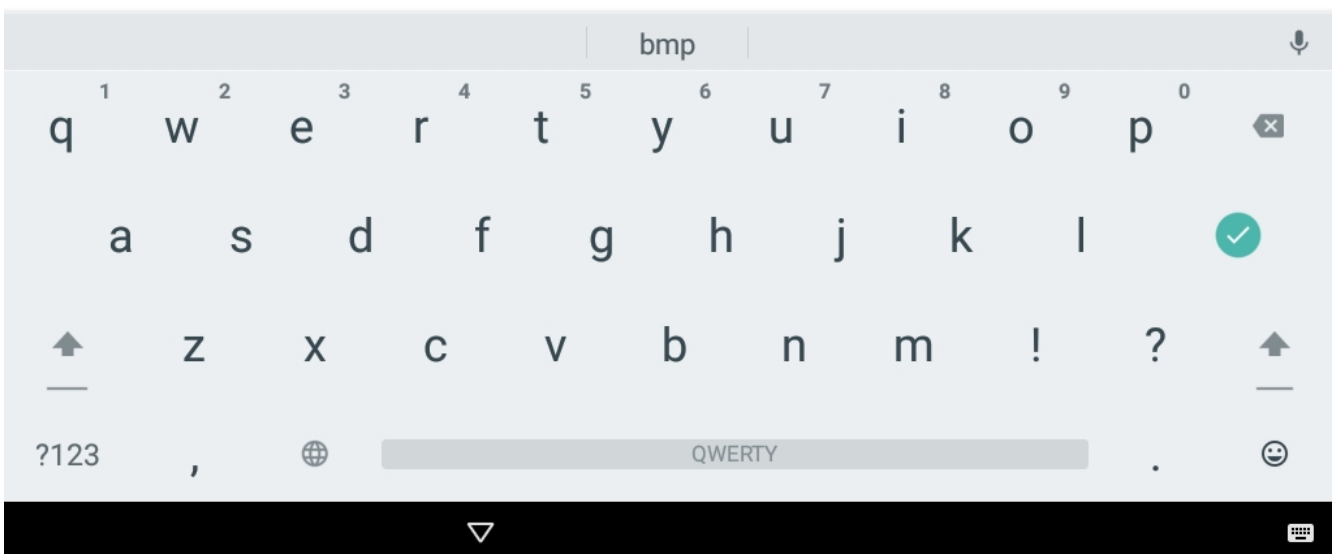 bmp
1 2 3 4 5 6 7 8 9 0
q w e r t y u i o p
a s d f g h j k l
z x c v b n m ! ?
?123 , QWERTY .